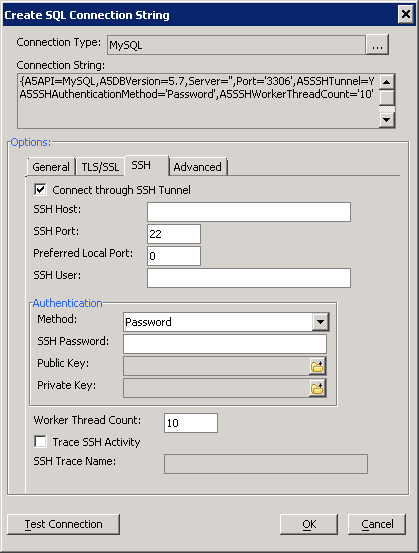 Create SQL Connection String
Connection Type: MySQL ...
Connection String:
{A5API=MySQL,A5DBVersion=5.7,Server='',Port='3306',A5SSHTunnel=Y
A5SSHAuthenticationMethod='Password',A5SSHWorkerThreadCount='10'
Options:
General TLS/SSL SSH Advanced
Connect through SSH Tunnel
SSH Host:
SSH Port: 22
Preferred Local Port: 0
SSH User:
Authentication
Method: Password
SSH Password:
Public Key:
Private Key:
Worker Thread Count: 10
Trace SSH Activity
SSH Trace Name:
Test Connection OK Cancel